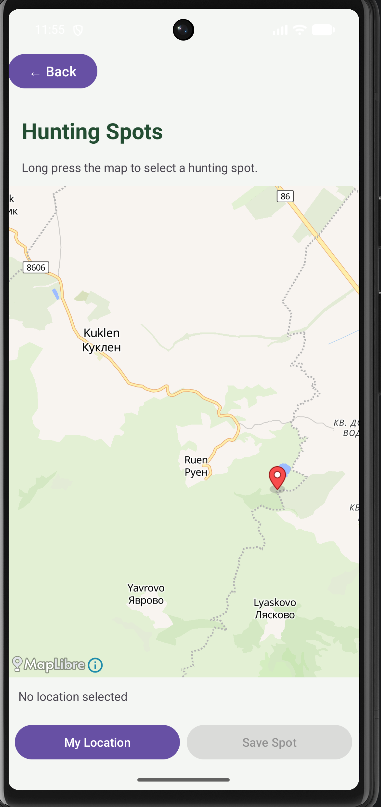 11:55
← Back
Hunting Spots
Long press the map to select a hunting spot.
86
8606
Kuklen
Куклен
Ruen
Руен
Yavrovo
Яврово
Lyaskovo
Лясково
MapLibre
No location selected
My Location
Save Spot